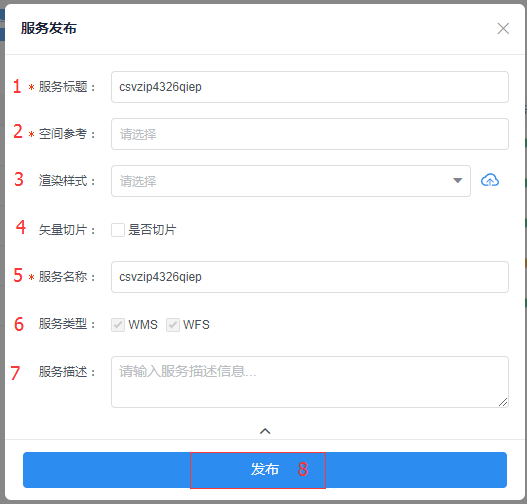 服务发布
1 * 服务标题： csvzip4326qiep
2 * 空间参考： 请选择
3 渲染样式： 请选择
4 矢量切片： 是否切片
5 * 服务名称： csvzip4326qiep
6 服务类型： WMS WFS
7 服务描述： 请输入服务描述信息...
发布 8